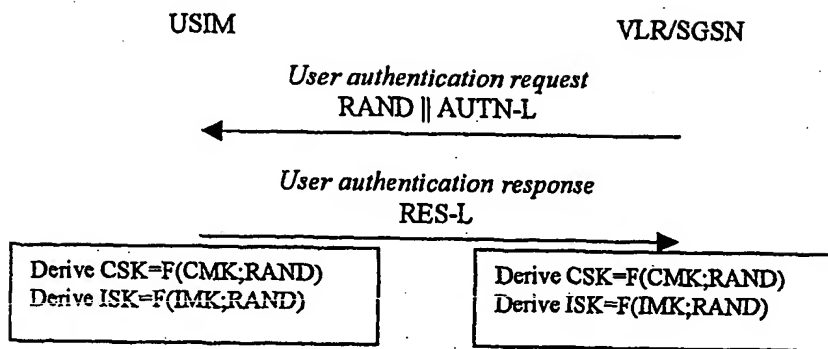 USIM
VLR/SGSN
User authentication request
RAND || AUTN-L
User authentication response
RES-L
Derive CSK=F(CMK;RAND)
Derive ISK=F(IMK;RAND)
Derive CSK=F(CMK;RAND)
Derive ISK=F(IMK;RAND)